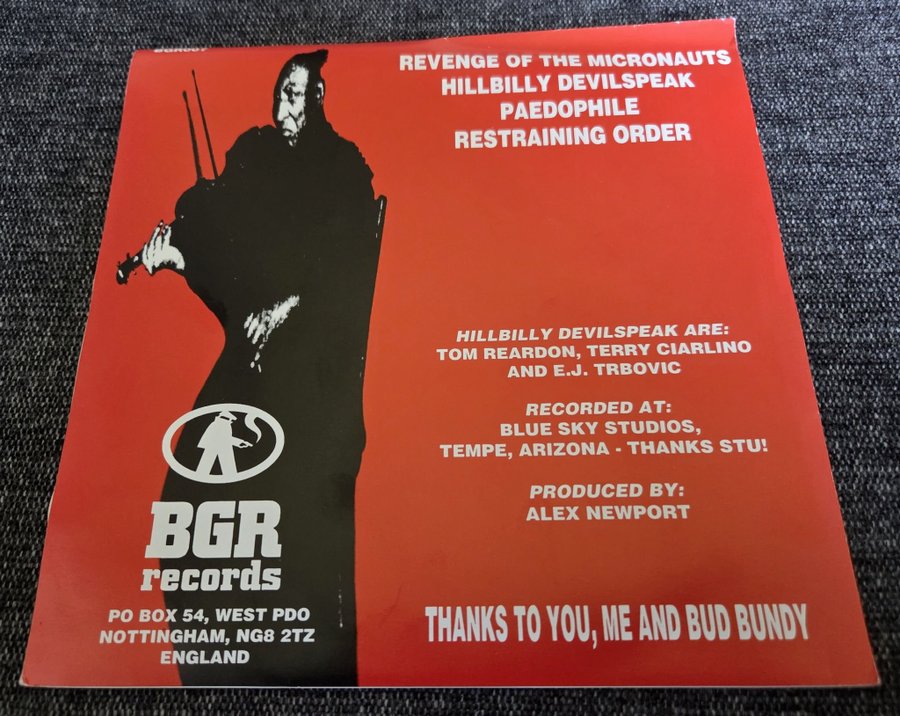 REVENGE OF THE MICRONAUTS
HILLBILLY DEVILSPEAK
PAEDOPHILE
RESTRAINING ORDER
HILLBILLY DEVILSPEAK ARE:
TOM REARDON, TERRY CIARLINO
AND E.J. TRBOVIC
RECORDED AT:
BLUE SKY STUDIOS,
TEMPE, ARIZONA - THANKS STU!
PRODUCED BY:
ALEX NEWPORT
THANKS TO YOU, ME AND BUD BUNDY
BGR
records
PO BOX 54, WEST PDO
NOTTINGHAM, NG8 2TZ
ENGLAND